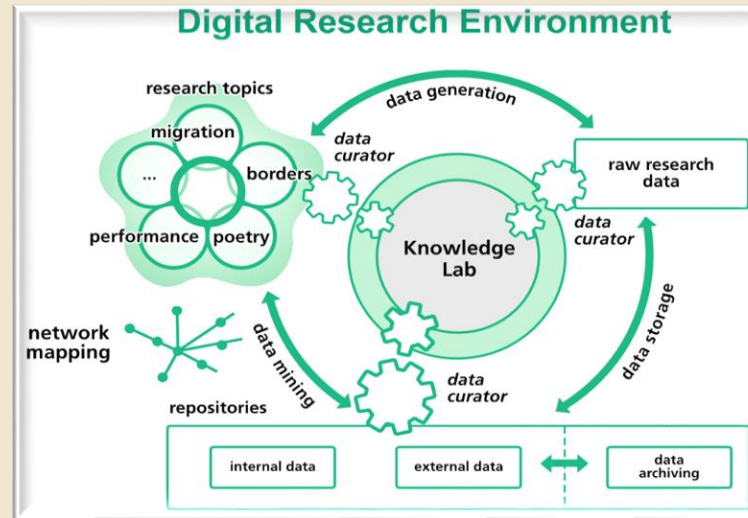 Digital Research Environment
research topics
migration
...
borders
performance
poetry
data generation
data
curator
raw research
data
data
curator
Knowledge
Lab
network
mapping
data mining
data storage
data
curator
repositories
internal data
external data
data
archiving